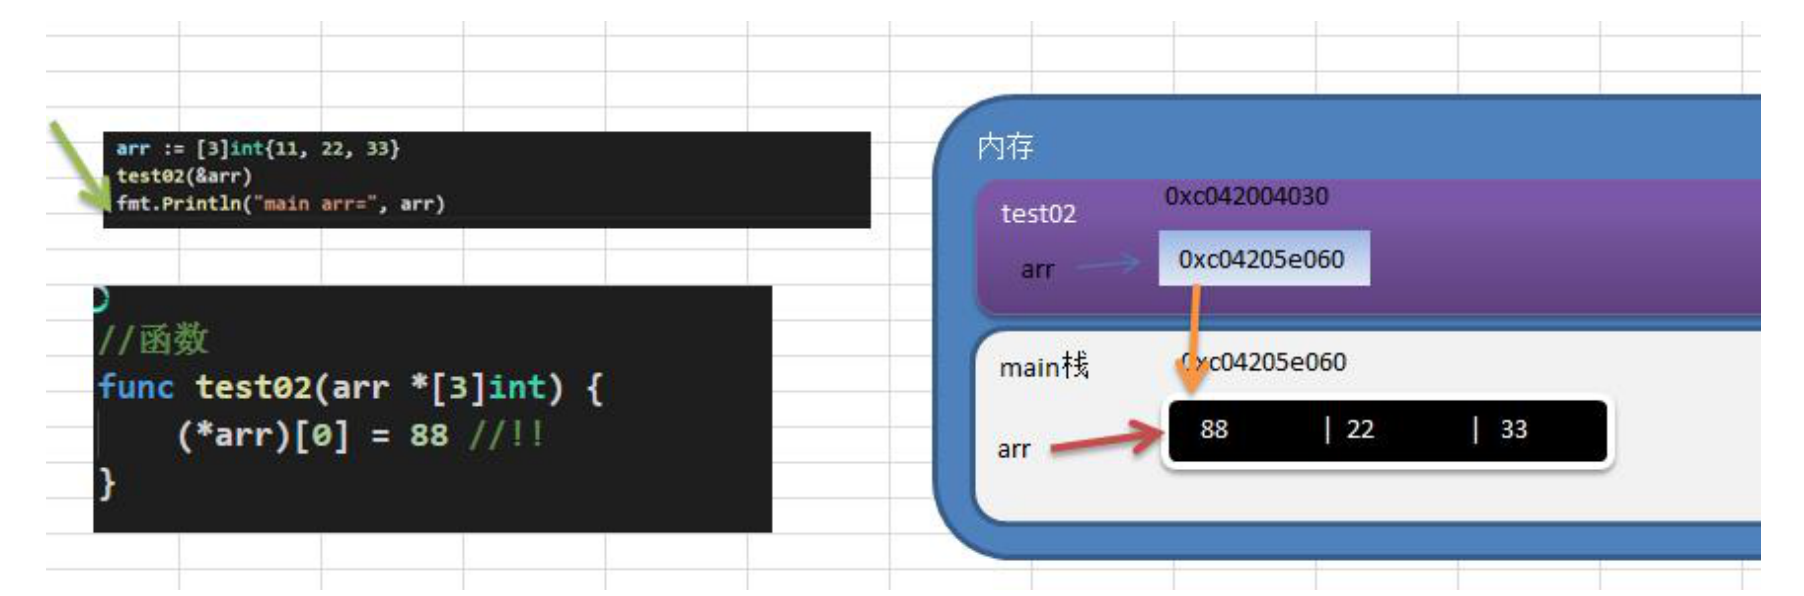 arr := [3]int{11, 22, 33}
test02(&arr)
fmt.Println("main arr=", arr)
//函数
func test02(arr *[3]int) {
(*arr)[0] = 88 //!!
}
内存
test02
0xc042004030
arr
0xc04205e060
main栈
0xc04205e060
arr
88 | 22 | 33